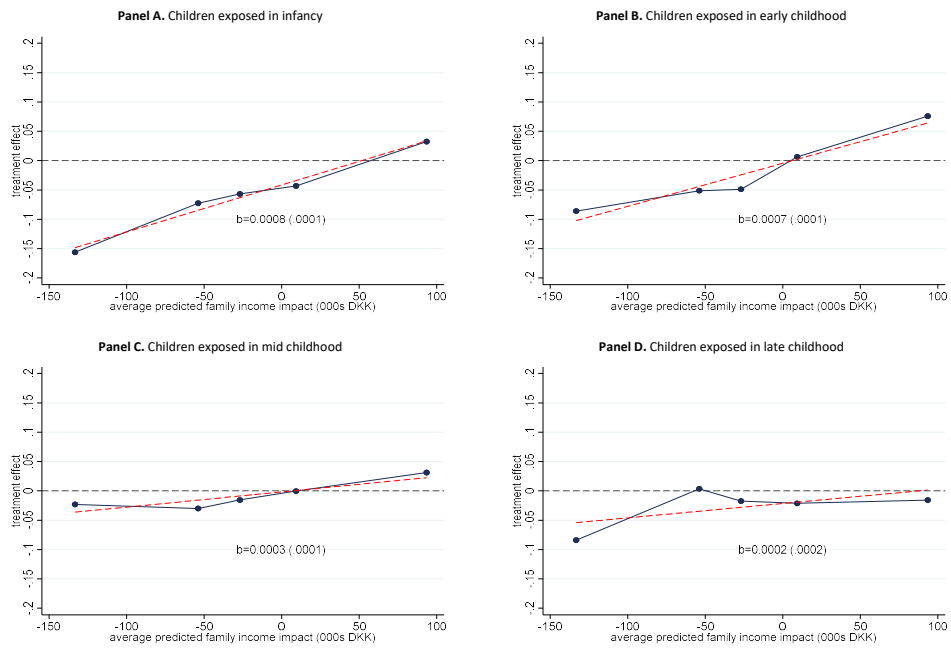 Panel A. Children exposed in infancy
.2
.15
.1
.05
0
-.05
-.1
-.15
-.2
treatment effect
b=0.0008 (.0001)
-150 -100 -50 0 50 100
average predicted family income impact (000s DKK)
Panel B. Children exposed in early childhood
.2
.15
.1
.05
0
-.05
-.1
-.15
-.2
treatment effect
b=0.0007 (.0001)
-150 -100 -50 0 50 100
average predicted family income impact (000s DKK)
Panel C. Children exposed in mid childhood
.2
.15
.1
.05
0
-.05
-.1
-.15
-.2
treatment effect
b=0.0003 (.0001)
-150 -100 -50 0 50 100
average predicted family income impact (000s DKK)
Panel D. Children exposed in late childhood
.2
.15
.1
.05
0
-.05
-.1
-.15
-.2
treatment effect
b=0.0002 (.0002)
-150 -100 -50 0 50 100
average predicted family income impact (000s DKK)